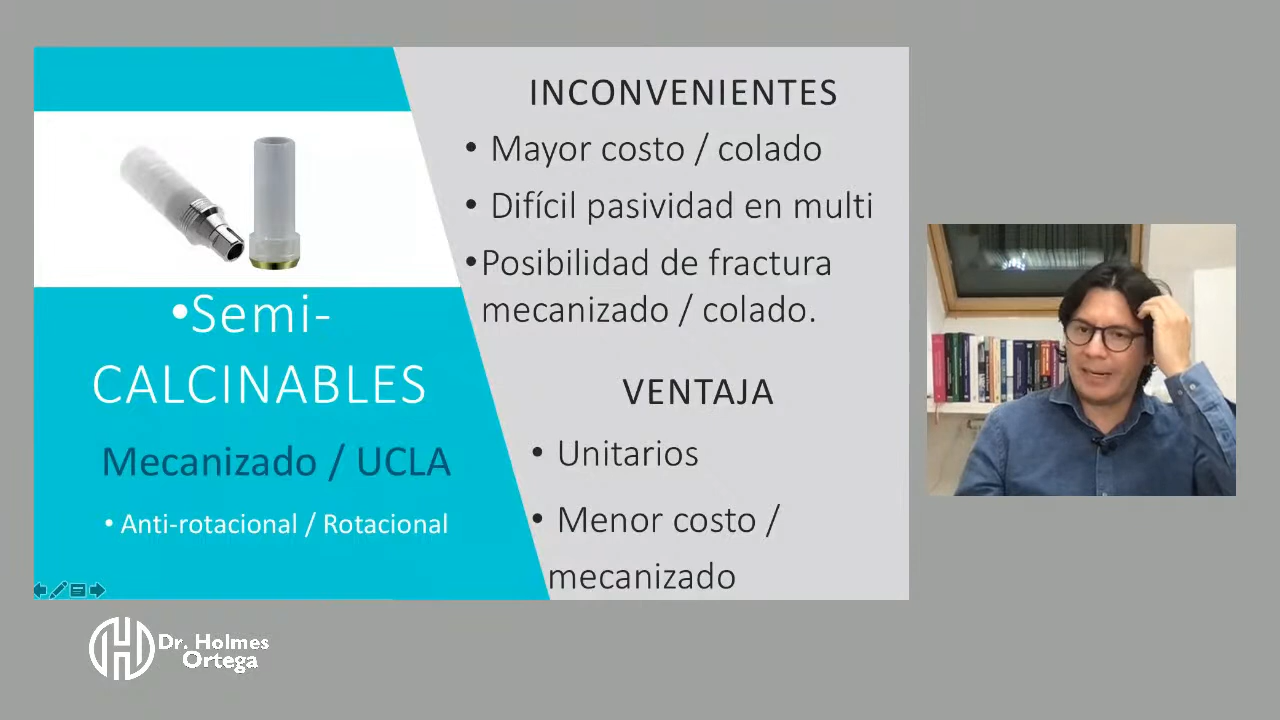 •Semi-
CALCINABLES
Mecanizado / UCLA
• Anti-rotacional / Rotacional
INCONVENIENTES
• Mayor costo / colado
• Difícil pasividad en multi
•Posibilidad de fractura
mecanizado / colado.
VENTAJA
• Unitarios
• Menor costo /
mecanizado
Dr. Holmes
Ortega